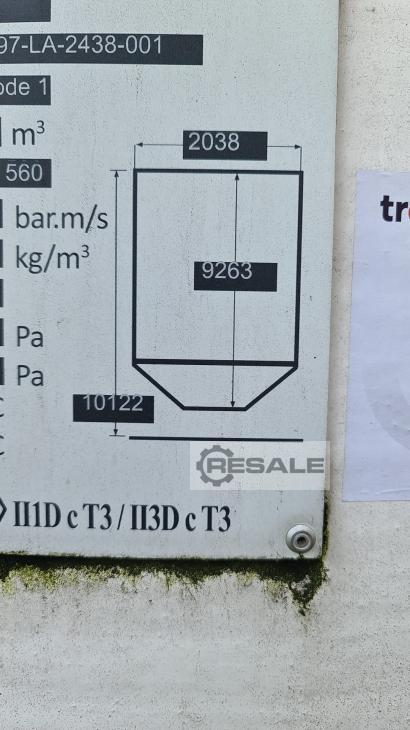 97-LA-2438-001
ode 1
m³
2038
560
bar.m/s
kg/m³
9263
Pa
Pa
10122
RESALE
II1D c T3 / II3D c T3
tr